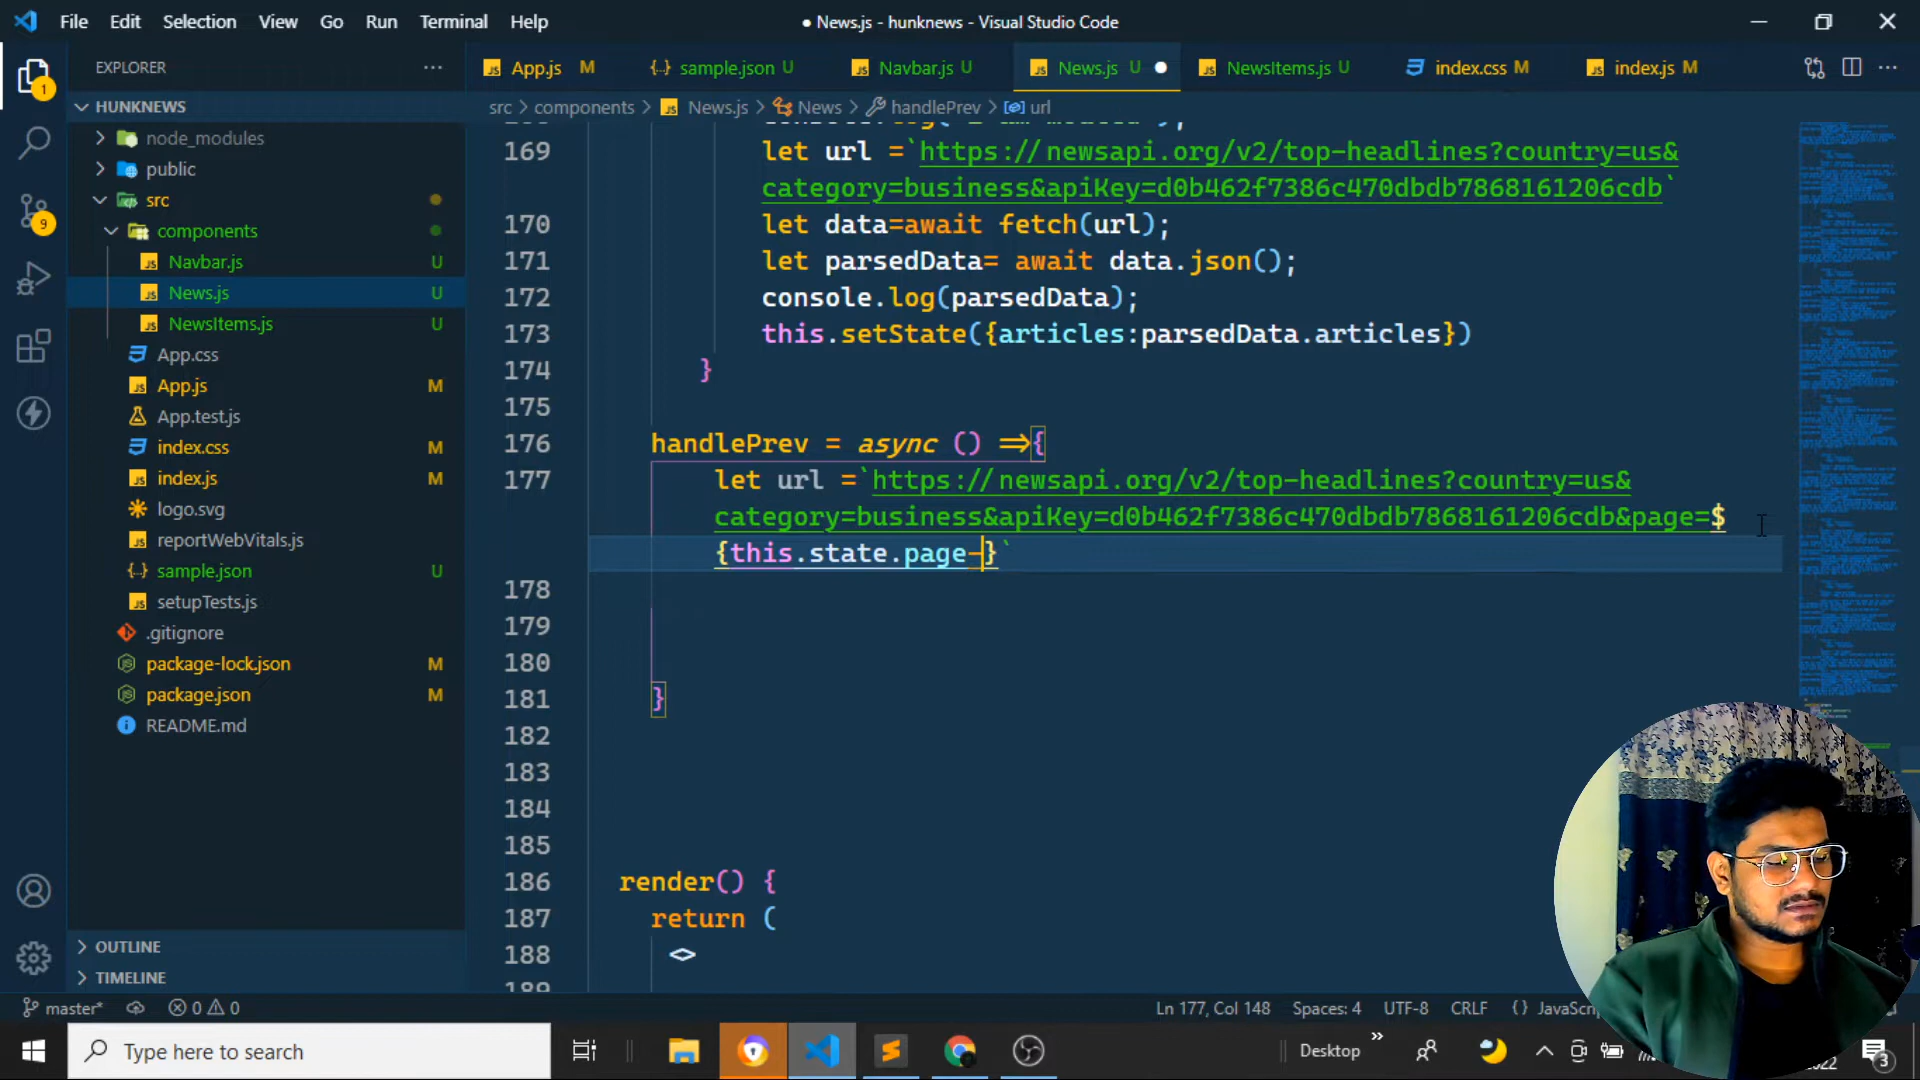 File Edit Selection View Go Run Terminal Help
● News.js - hunknews - Visual Studio Code
EXPLORER ···
App.js M
sample.json U
Navbar.js U
News.js U ●
NewsItems.js U
index.css M
index.js M
src > components > News.js > News > handlePrev > url
HUNKNEWS
node_modules
public
src
components
Navbar.js U
News.js U
NewsItems.js U
App.css
App.js M
App.test.js
index.css M
index.js M
logo.svg
reportWebVitals.js
sample.json U
setupTests.js
.gitignore
package-lock.json M
package.json M
README.md
OUTLINE
TIMELINE
169 let url =`https://newsapi.org/v2/top-headlines?country=us&
category=business&apiKey=d0b462f7386c470dbdb7868161206cdb`
170 let data=await fetch(url);
171 let parsedData= await data.json();
172 console.log(parsedData);
173 this.setState({articles:parsedData.articles})
174 }
175
176 handlePrev = async () =>{
177 let url =`https://newsapi.org/v2/top-headlines?country=us&
category=business&apiKey=d0b462f7386c470dbdb7868161206cdb&page=$
{this.state.page-}`
178
179
180
181 }
182
183
184
185
186 render() {
187 return (
188 <>
189
1
9
master* 0 0
Ln 177, Col 148 Spaces: 4 UTF-8 CRLF {}
Type here to search
Desktop »
2022
3